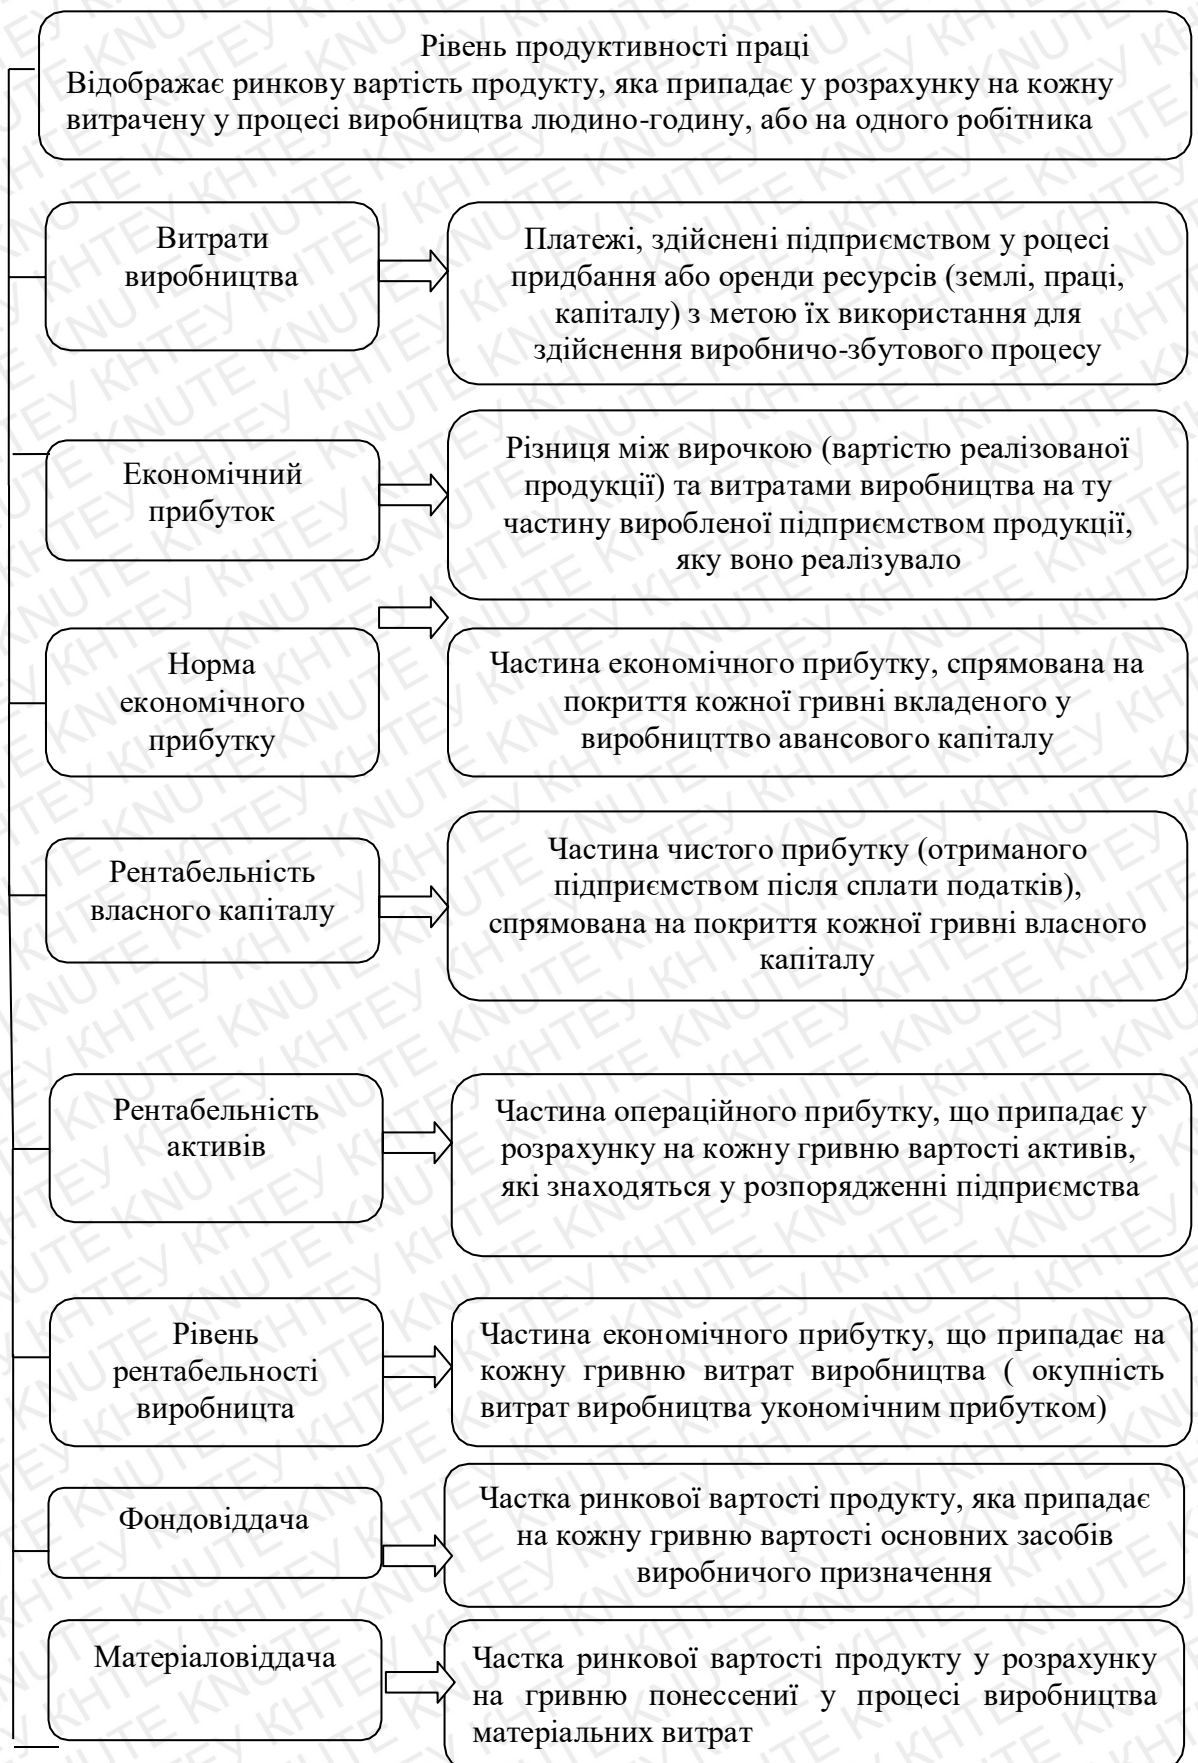 Рівень продуктивності праці
Відображає ринкову вартість продукту, яка припадає у розрахунку на кожну
витрачену у процесі виробництва людино-годину, або на одного робітника
Витрати
виробництва
Платежі, здійснені підприємством у роцесі
придбання або оренди ресурсів (землі, праці,
капіталу) з метою їх використання для
здійснення виробничо-збутового процесу
Економічний
прибуток
Різниця між вирочкою (вартістю реалізованої
продукції) та витратами виробництва на ту
частину виробленої підприємством продукції,
яку воно реалізувало
Норма
економічного
прибутку
Частина економічного прибутку, спрямована на
покриття кожної гривні вкладеного у
виробницттво авансового капіталу
Рентабельність
власного капіталу
Частина чистого прибутку (отриманого
підприємством після сплати податків),
спрямована на покриття кожної гривні власного
капіталу
Рентабельність
активів
Частина операційного прибутку, що припадає у
розрахунку на кожну гривню вартості активів,
які знаходяться у розпорядженні підприємства
Рівень
рентабельності
виробницта
Частина економічного прибутку, що припадає на
кожну гривню витрат виробництва ( окупність
витрат виробництва укономічним прибутком)
Фондовіддача
Частка ринкової вартості продукту, яка припадає
на кожну гривню вартості основних засобів
виробничого призначення
Матеріаловіддача
Частка ринкової вартості продукту у розрахунку
на гривню понессениї у процесі виробництва
матеріальних витрат